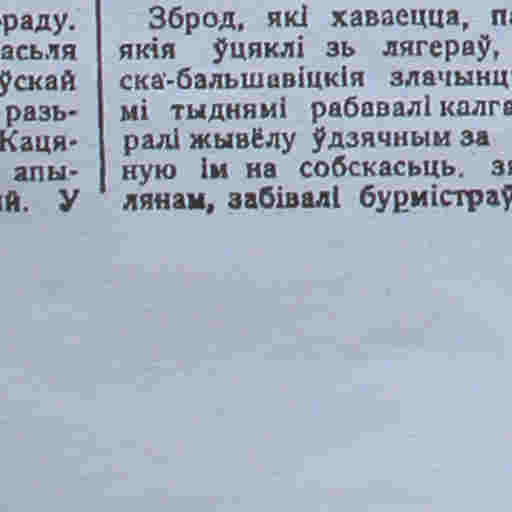 раду.
асьля
ўскай
разь-
Каця-
апы-
й. У
Зброд, які хаваецца,
якія ўцяклі зь лягераў,
ска-бальшавіцкія злачынц
мі тыднямі рабавалі калга
ралі жывёлу ўдзячным за
ную ім на собскасьць.
лянам, забівалі бурмістраў